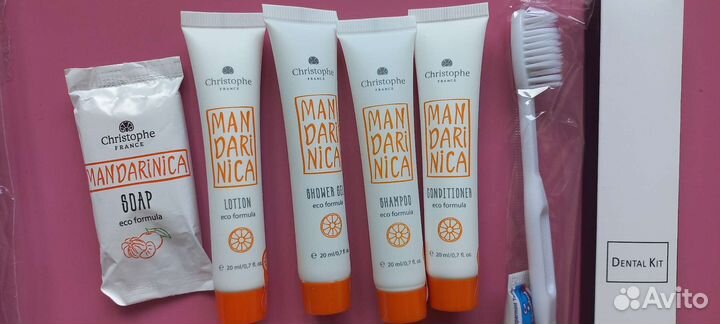 Christophe
FRANCE
MANDARINICA
SOAP
eco formula
Christophe
FRANCE
MAN
DARI
NICA
LOTION
eco formula
e 20 ml/0,7 fl. oz.
Christophe
FRANCE
MAN
DARI
NICA
SHOWER GEL
eco formula
e 20 ml/0,7 fl. oz.
Christophe
FRANCE
MAN
DARI
NICA
SHAMPOO
eco formula
e 20 ml/0,7 fl. oz.
Christophe
FRANCE
MAN
DARI
NICA
CONDITIONER
eco formula
e 20 ml/0,7 fl. oz.
DENTAL KIT
Avito